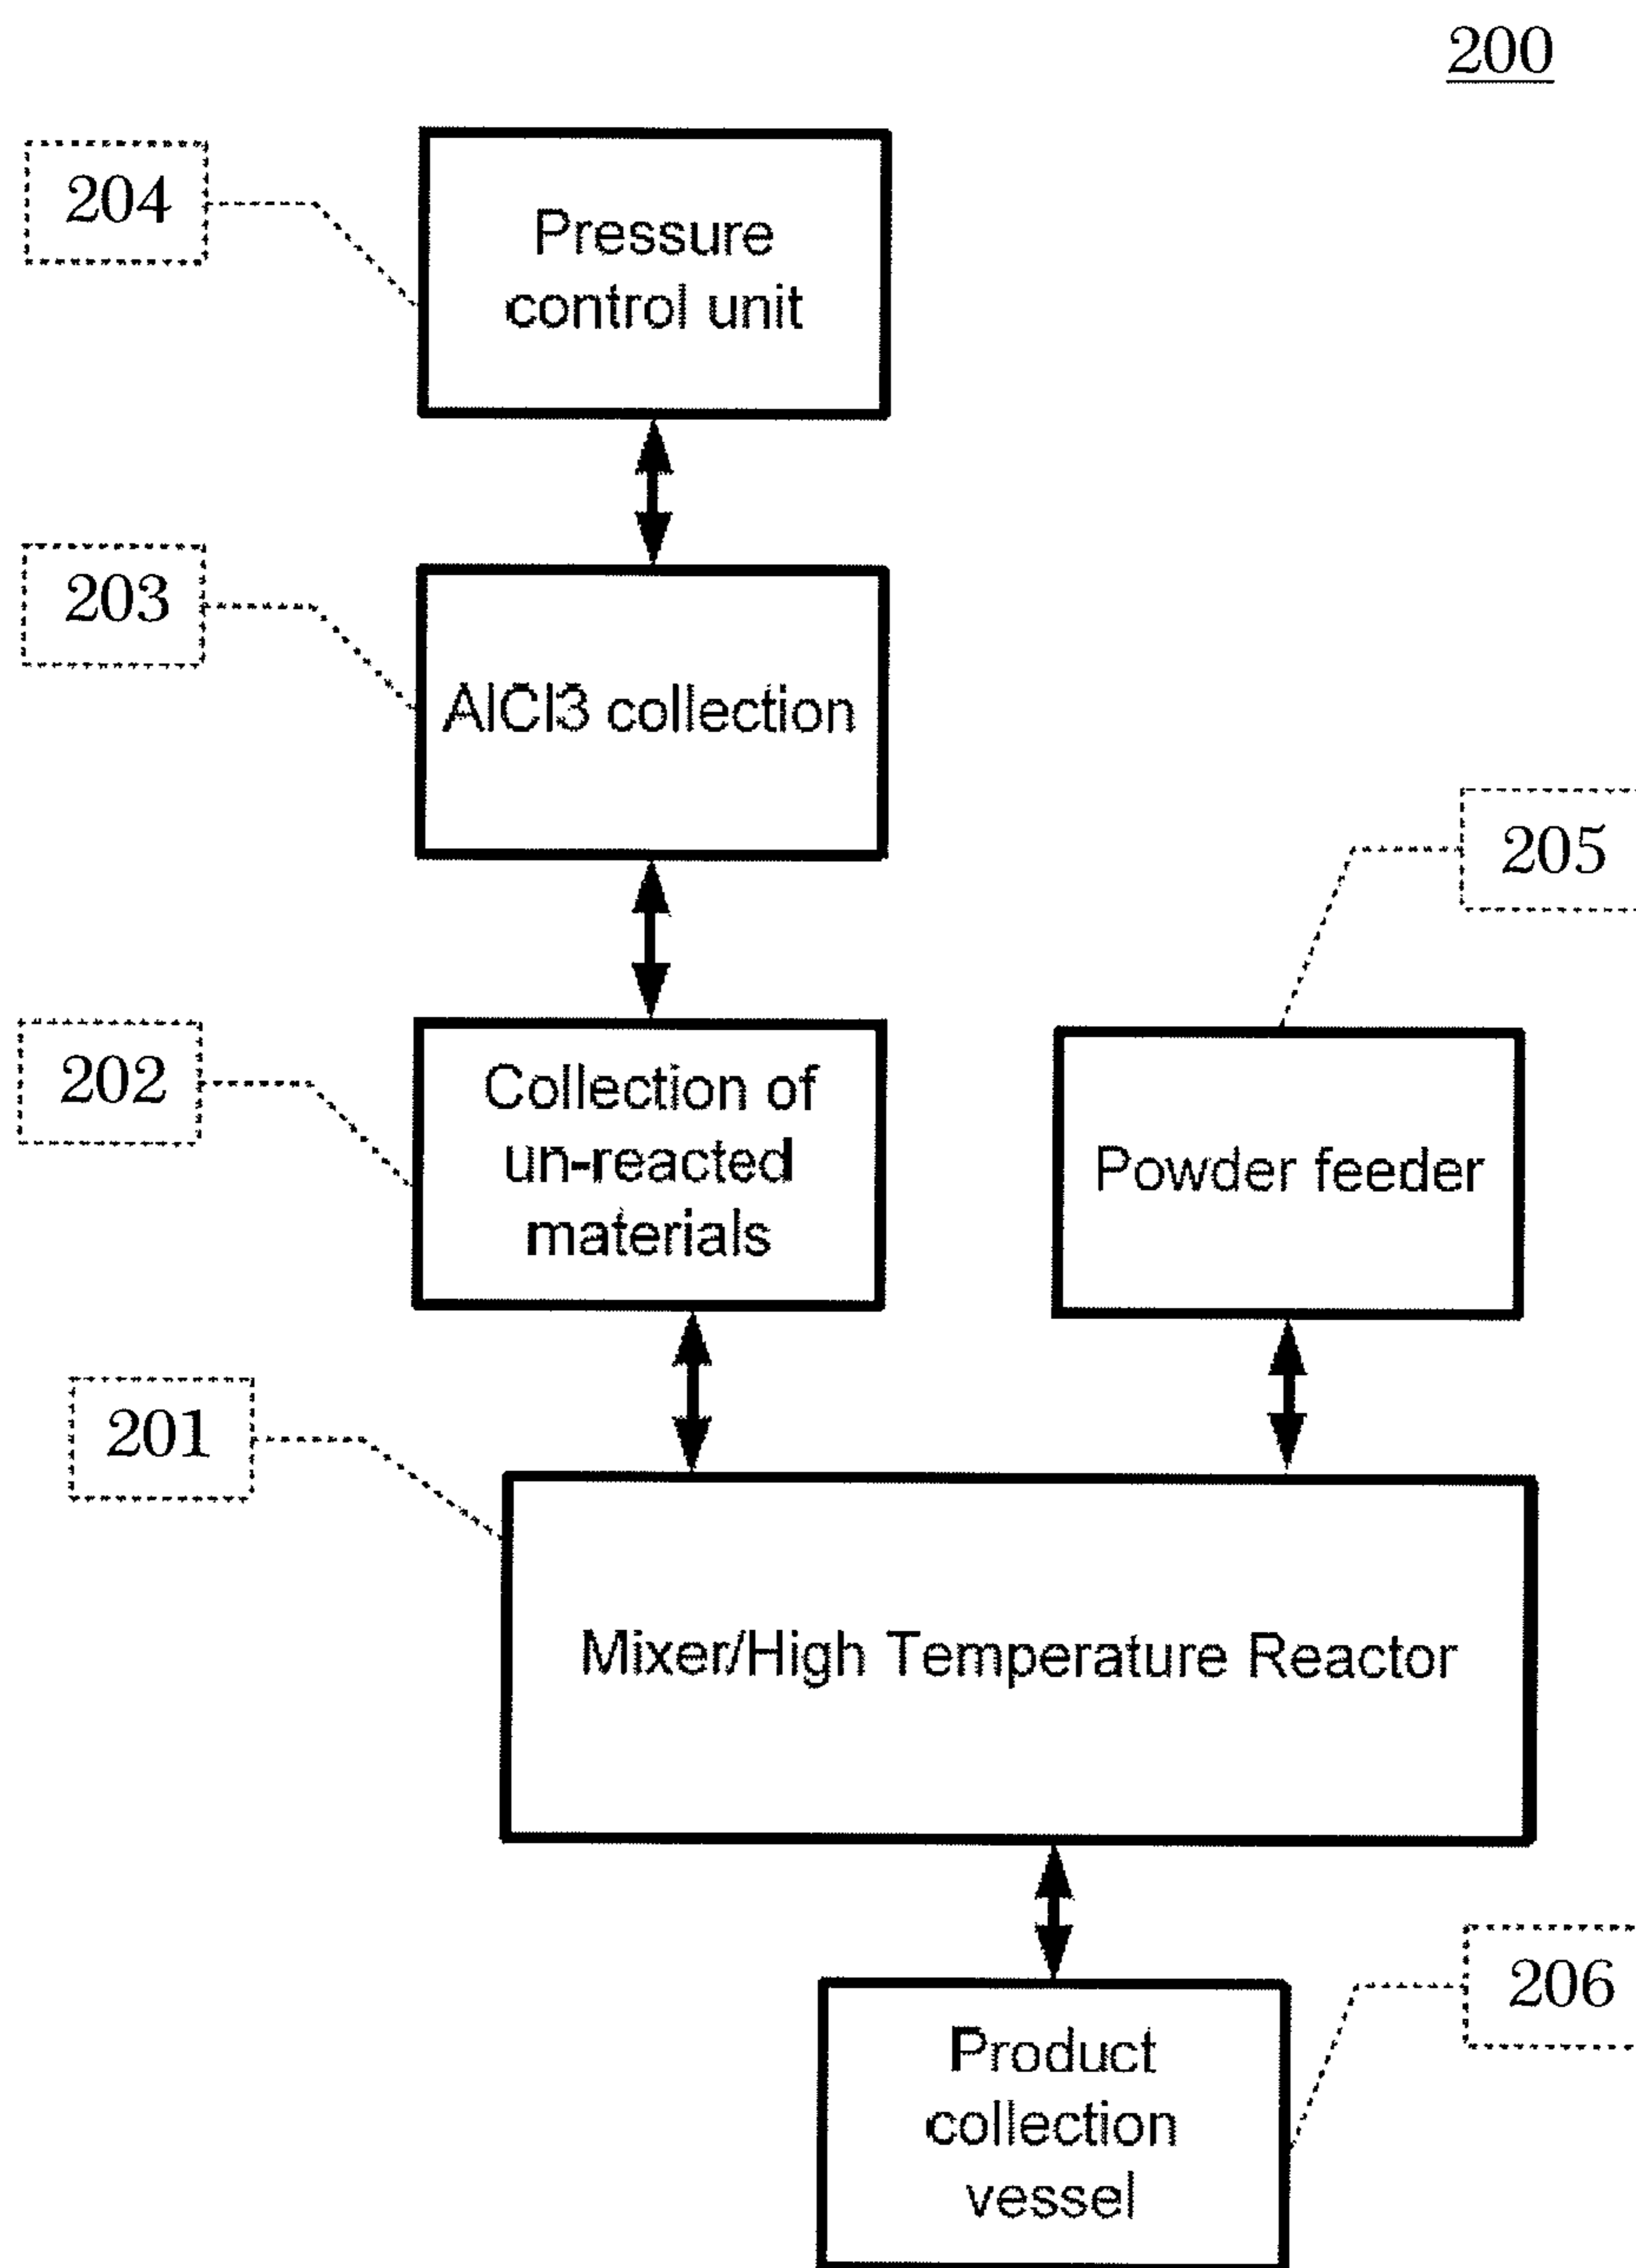 200
204
Pressure
control unit
203
AlCl3 collection
205
202
Collection of
un-reacted
materials
Powder feeder
201
Mixer/High Temperature Reactor
206
Product
collection
vessel